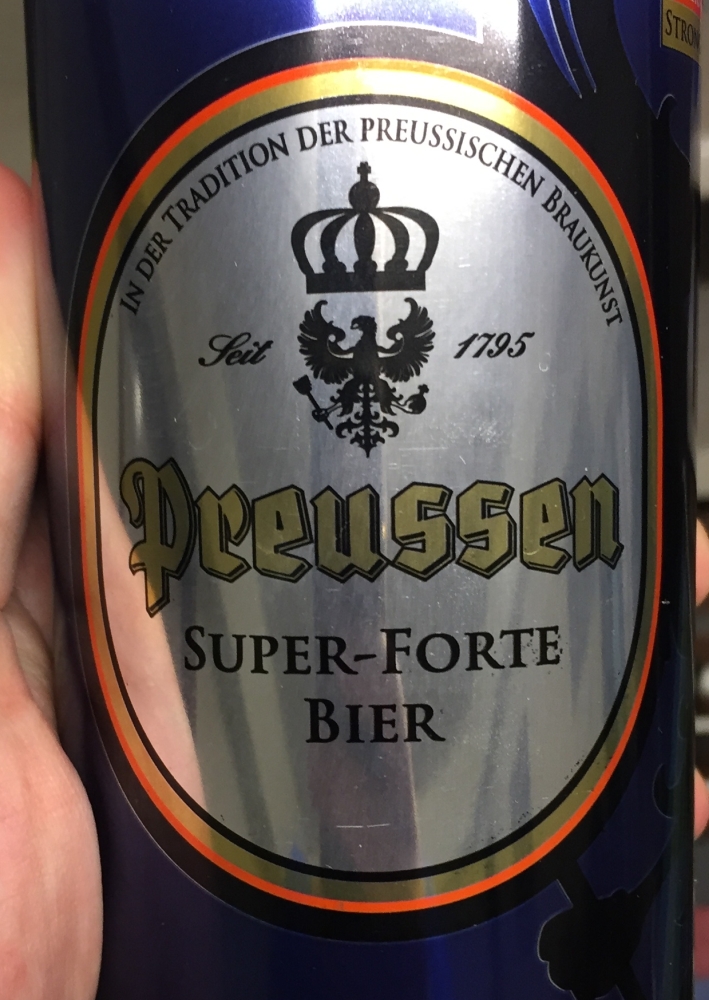 IN DER TRADITION DER PREUSSISCHEN BRAUKUNST
Seit 1795
Preussen
SUPER-FORTE
BIER